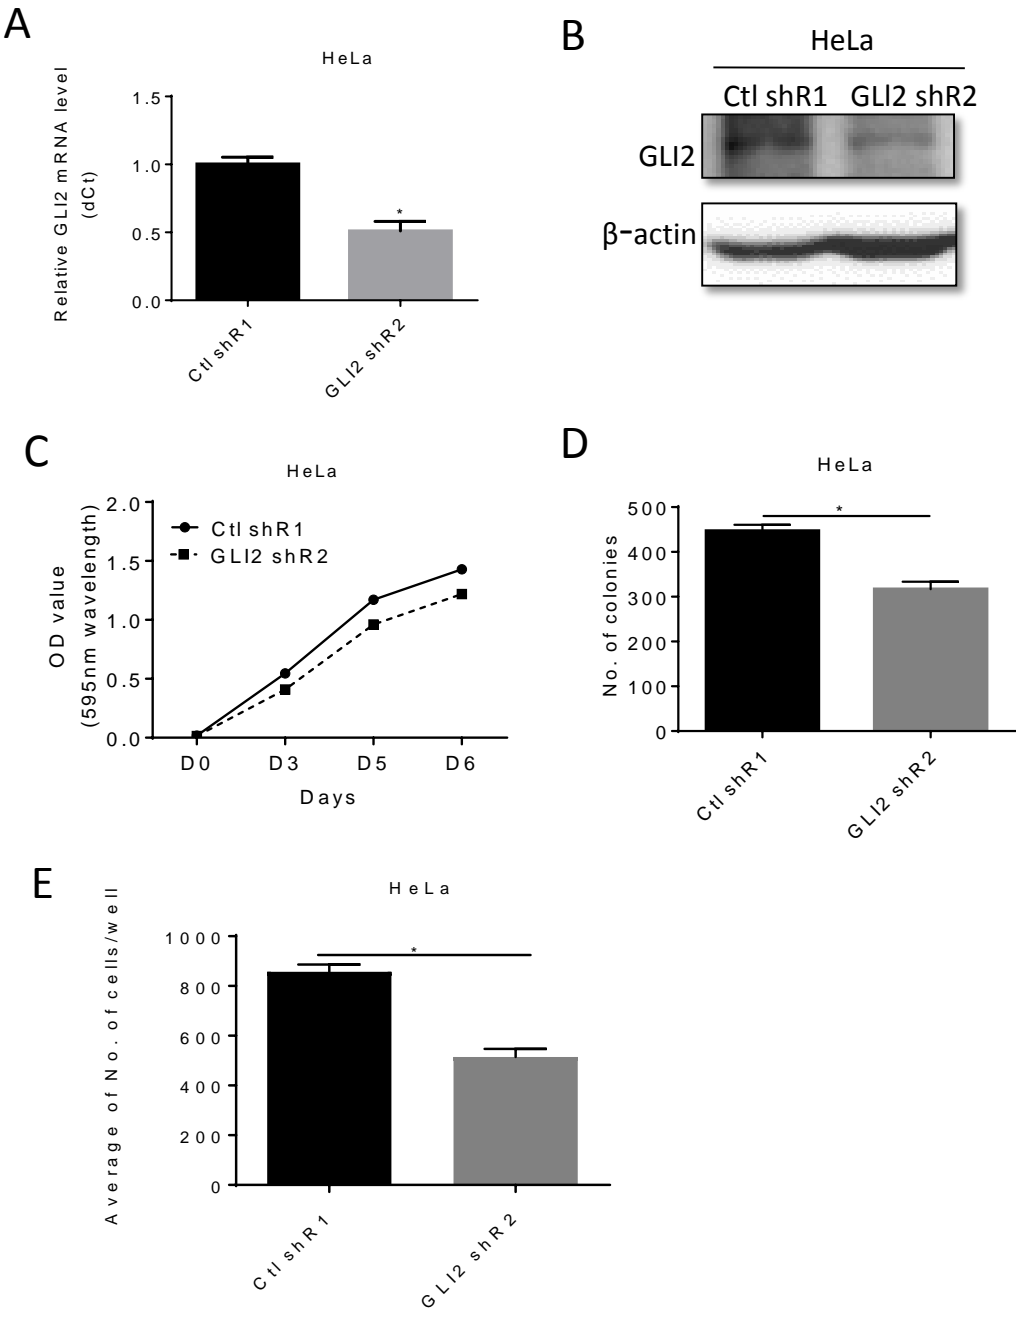 A
HeLa
Relative GLI2 mRNA level
(dCt)
1.5
1.0
0.5
0.0
*
Ctl shR1
GLI2 shR2
B
HeLa
Ctl shR1 GLI2 shR2
GLI2
β-actin
C
HeLa
OD value
(595nm wavelength)
2.0
1.5
1.0
0.5
0.0
Ctl shR1
GLI2 shR2
D0 D3 D5 D6
Days
D
HeLa
No. of colonies
500
400
300
200
100
0
*
Ctl shR1
GLI2 shR2
E
HeLa
Average of No. of cells/well
1000
800
600
400
200
0
*
Ctl shR1
GLI2 shR2